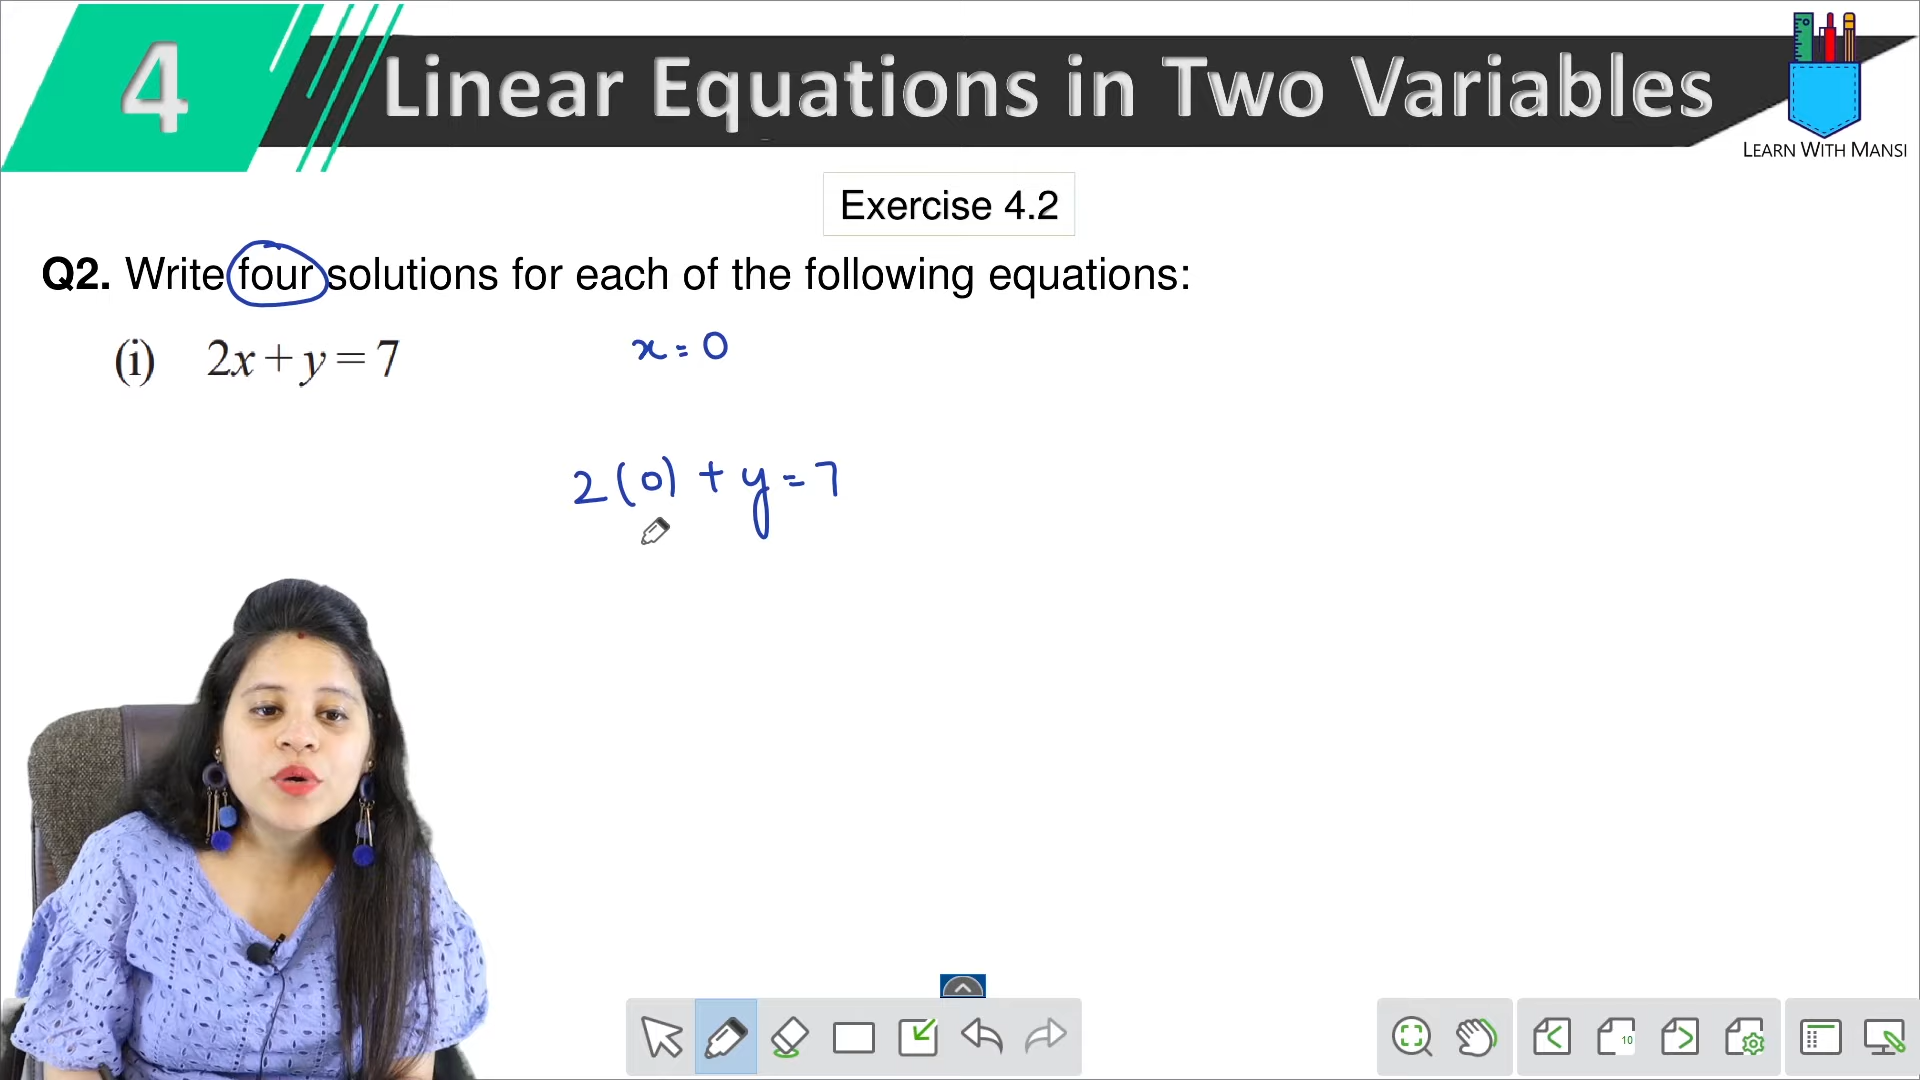 4 Linear Equations in Two Variables
LEARN WITH MANSI
Exercise 4.2
Q2. Write four solutions for each of the following equations:
(i) 2x + y = 7
x = 0
2(0) + y = 7
10